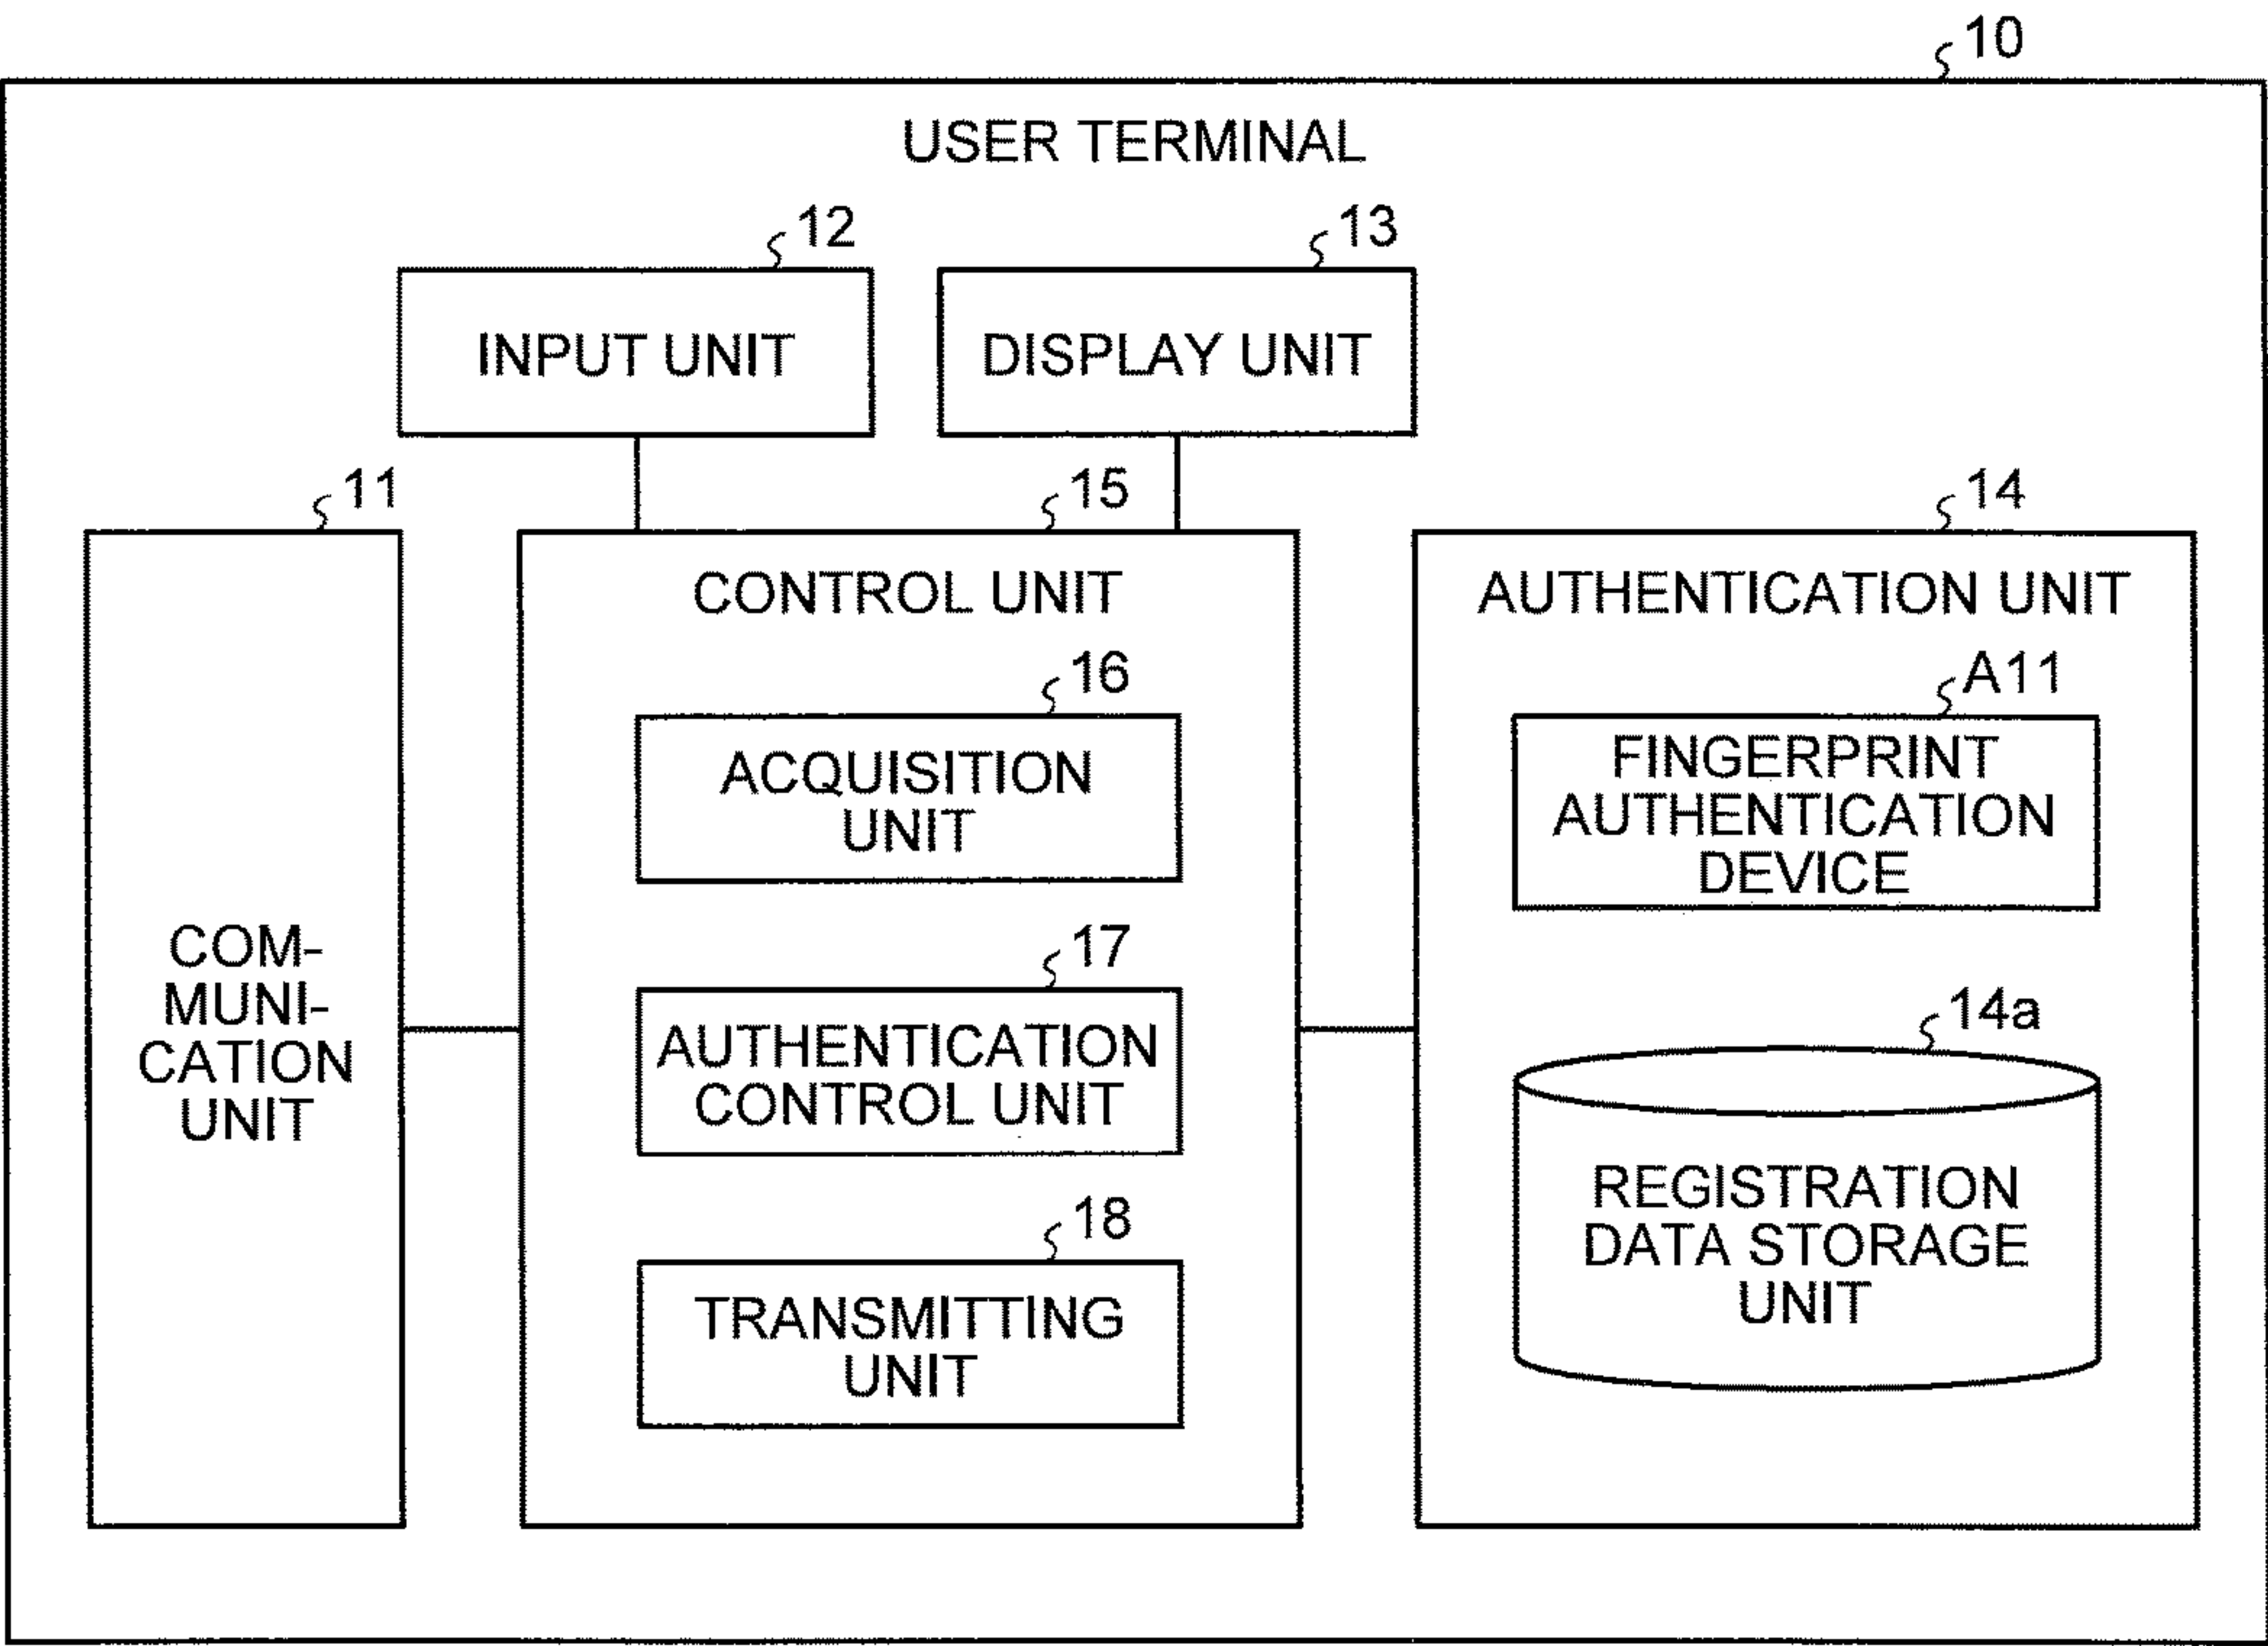 10
USER TERMINAL
12
13
INPUT UNIT
DISPLAY UNIT
11
15
14
COM-
MUNI-
CATION
UNIT
CONTROL UNIT
16
ACQUISITION
UNIT
17
AUTHENTICATION
CONTROL UNIT
18
TRANSMITTING
UNIT
AUTHENTICATION UNIT
A11
FINGERPRINT
AUTHENTICATION
DEVICE
14a
REGISTRATION
DATA STORAGE
UNIT